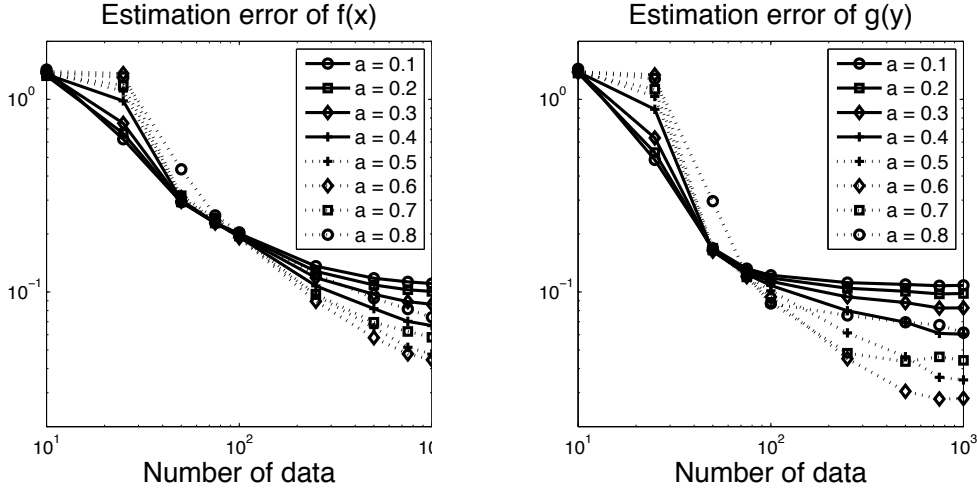 Estimation error of f(x)
10⁰
10⁻¹
10¹
10²
10
Number of data
a = 0.1
a = 0.2
a = 0.3
a = 0.4
a = 0.5
a = 0.6
a = 0.7
a = 0.8
Estimation error of g(y)
10⁰
10⁻¹
10¹
10²
10³
Number of data
a = 0.1
a = 0.2
a = 0.3
a = 0.4
a = 0.5
a = 0.6
a = 0.7
a = 0.8